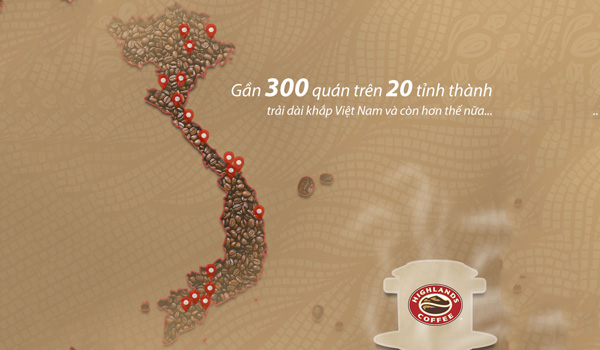 Gần 300 quán trên 20 tỉnh thành
trải dài khắp Việt Nam và còn hơn thế nữa...
..
HIGHLANDS
COFFEE